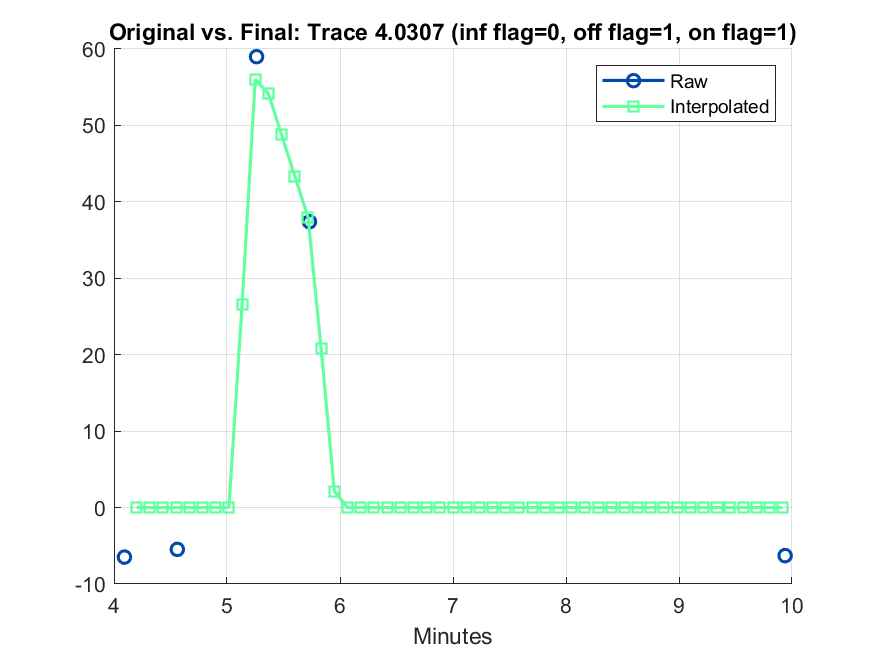 Original vs. Final: Trace 4.0307 (inf flag=0, off flag=1, on flag=1)
60
50
40
30
20
10
0
-10
Raw
Interpolated
4 5 6 7 8 9 10
Minutes